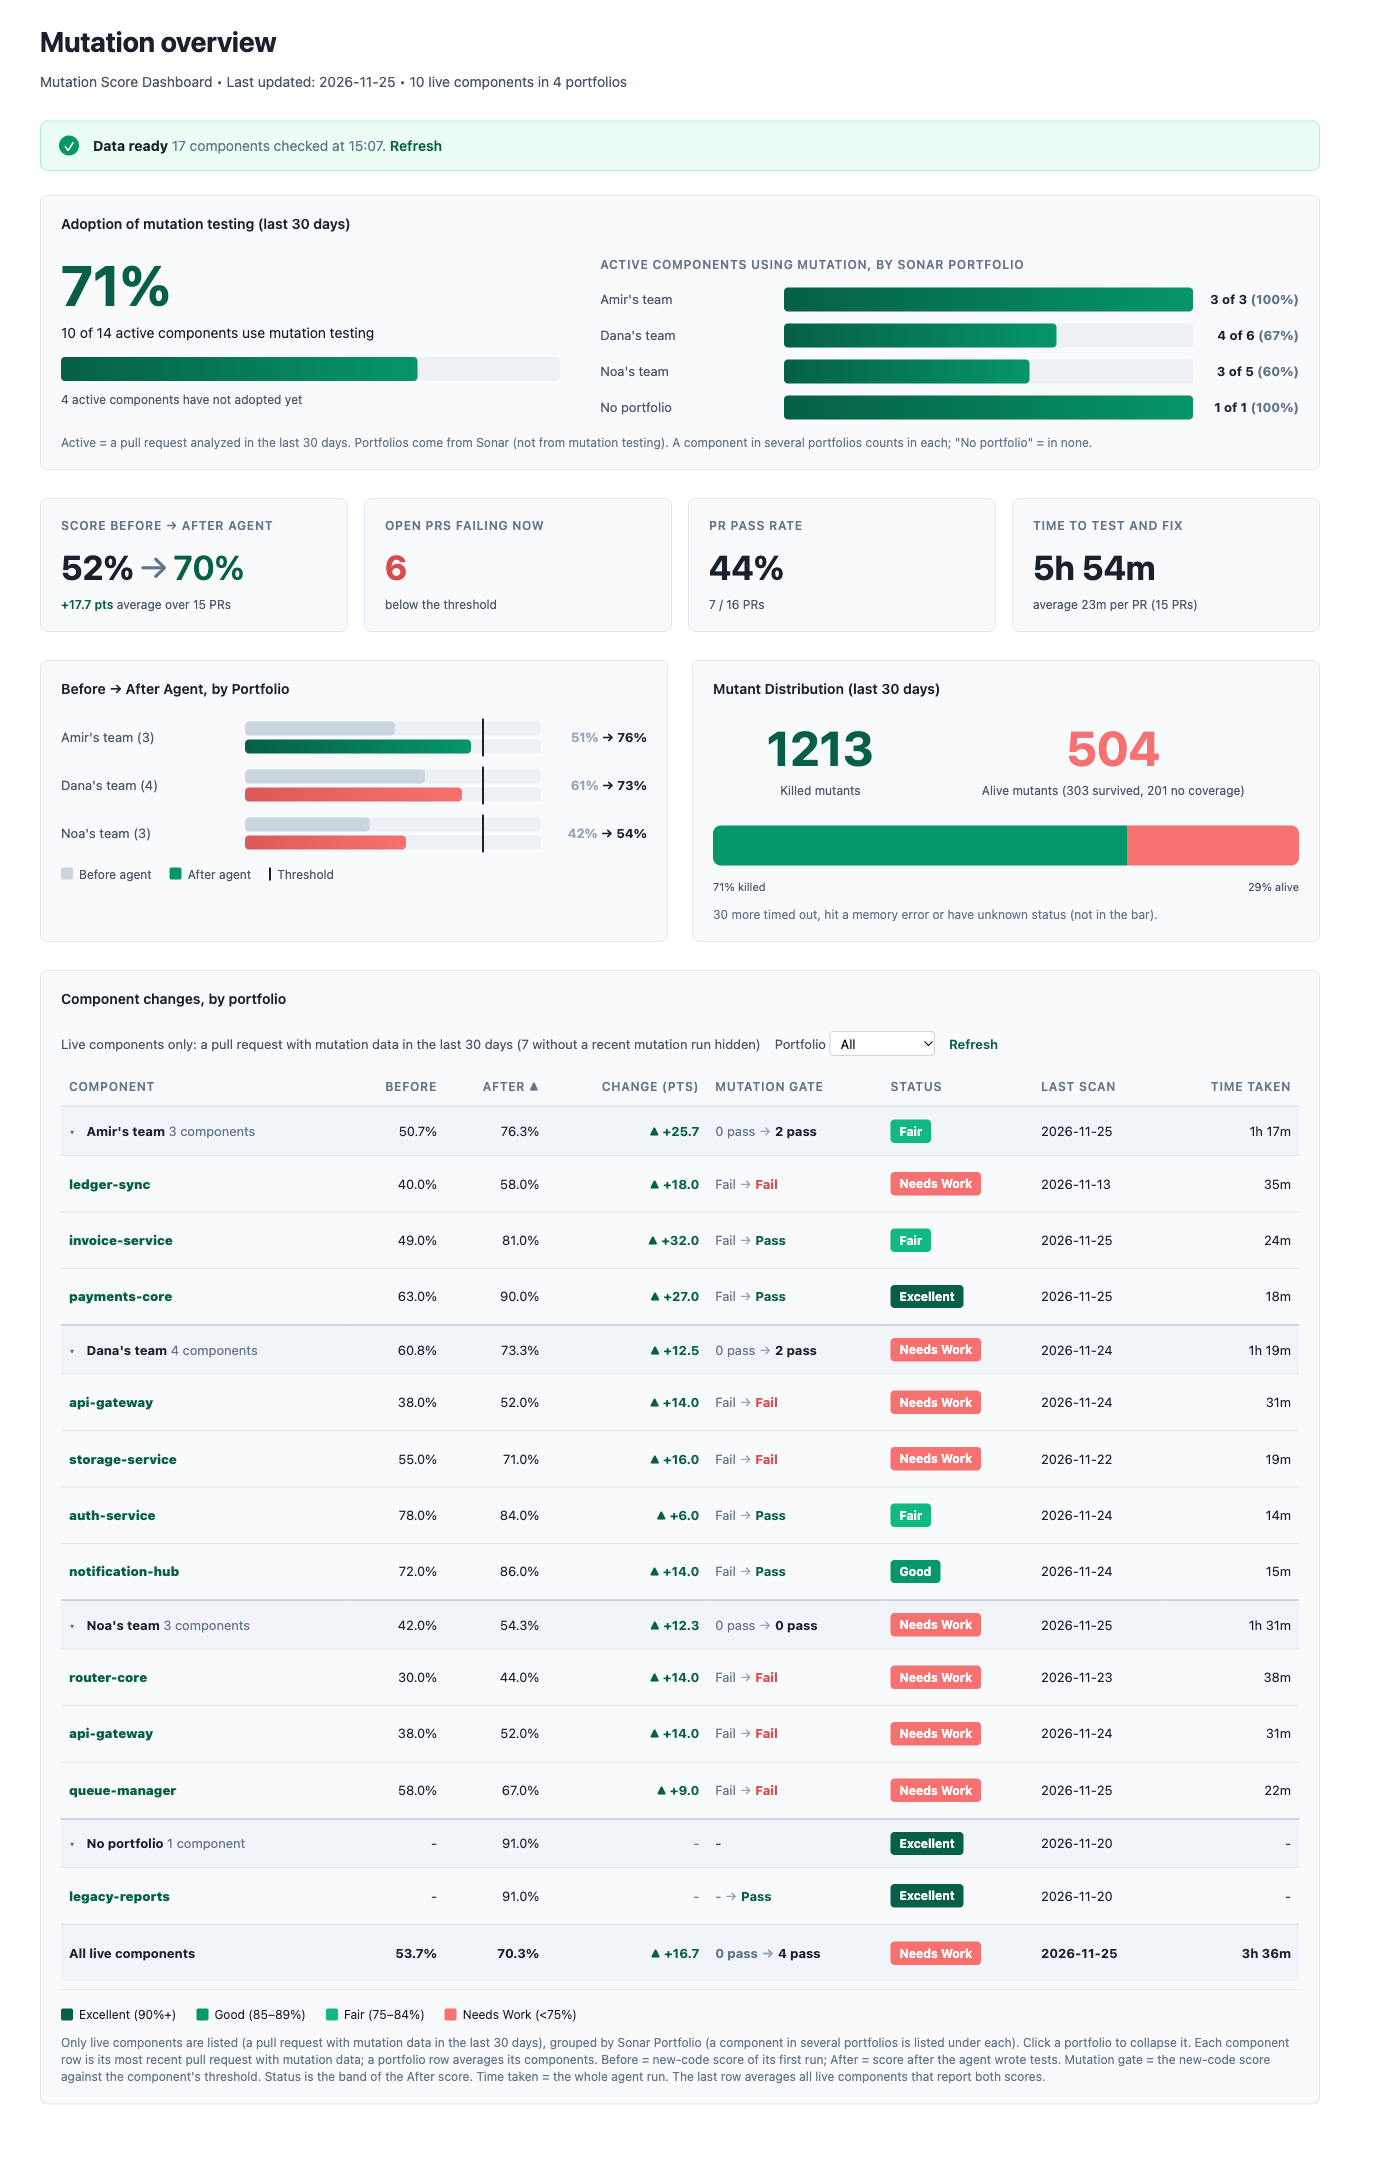 Mutation overview
Mutation Score Dashboard • Last updated: 2026-11-25 • 10 live components in 4 portfolios
Data ready 17 components checked at 15:07. Refresh
Adoption of mutation testing (last 30 days)
71%
10 of 14 active components use mutation testing
4 active components have not adopted yet
ACTIVE COMPONENTS USING MUTATION, BY SONAR PORTFOLIO
Amir's team 3 of 3 (100%)
Dana's team 4 of 6 (67%)
Noa's team 3 of 5 (60%)
No portfolio 1 of 1 (100%)
Active = a pull request analyzed in the last 30 days. Portfolios come from Sonar (not from mutation testing). A component in several portfolios counts in each; "No portfolio" = in none.
SCORE BEFORE → AFTER AGENT
52% → 70%
+17.7 pts average over 15 PRs
OPEN PRS FAILING NOW
6
below the threshold
PR PASS RATE
44%
7 / 16 PRs
TIME TO TEST AND FIX
5h 54m
average 23m per PR (15 PRs)
Before → After Agent, by Portfolio
Amir's team (3) 51% → 76%
Dana's team (4) 61% → 73%
Noa's team (3) 42% → 54%
Before agent After agent Threshold
Mutant Distribution (last 30 days)
1213
Killed mutants
504
Alive mutants (303 survived, 201 no coverage)
71% killed 29% alive
30 more timed out, hit a memory error or have unknown status (not in the bar).
Component changes, by portfolio
Live components only: a pull request with mutation data in the last 30 days (7 without a recent mutation run hidden) Portfolio All Refresh
COMPONENT BEFORE AFTER ▲ CHANGE (PTS) MUTATION GATE STATUS LAST SCAN TIME TAKEN
▾ Amir's team 3 components 50.7% 76.3% ▲ +25.7 0 pass → 2 pass Fair 2026-11-25 1h 17m
ledger-sync 40.0% 58.0% ▲ +18.0 Fail → Fail Needs Work 2026-11-13 35m
invoice-service 49.0% 81.0% ▲ +32.0 Fail → Pass Fair 2026-11-25 24m
payments-core 63.0% 90.0% ▲ +27.0 Fail → Pass Excellent 2026-11-25 18m
▾ Dana's team 4 components 60.8% 73.3% ▲ +12.5 0 pass → 2 pass Needs Work 2026-11-24 1h 19m
api-gateway 38.0% 52.0% ▲ +14.0 Fail → Fail Needs Work 2026-11-24 31m
storage-service 55.0% 71.0% ▲ +16.0 Fail → Fail Needs Work 2026-11-22 19m
auth-service 78.0% 84.0% ▲ +6.0 Fail → Pass Fair 2026-11-24 14m
notification-hub 72.0% 86.0% ▲ +14.0 Fail → Pass Good 2026-11-24 15m
▾ Noa's team 3 components 42.0% 54.3% ▲ +12.3 0 pass → 0 pass Needs Work 2026-11-25 1h 31m
router-core 30.0% 44.0% ▲ +14.0 Fail → Fail Needs Work 2026-11-23 38m
api-gateway 38.0% 52.0% ▲ +14.0 Fail → Fail Needs Work 2026-11-24 31m
queue-manager 58.0% 67.0% ▲ +9.0 Fail → Fail Needs Work 2026-11-25 22m
▾ No portfolio 1 component - 91.0% - - Excellent 2026-11-20 -
legacy-reports - 91.0% - - → Pass Excellent 2026-11-20 -
All live components 53.7% 70.3% ▲ +16.7 0 pass → 4 pass Needs Work 2026-11-25 3h 36m
Excellent (90%+) Good (85–89%) Fair (75–84%) Needs Work (<75%)
Only live components are listed (a pull request with mutation data in the last 30 days), grouped by Sonar Portfolio (a component in several portfolios is listed under each). Click a portfolio to collapse it. Each component
row is its most recent pull request with mutation data; a portfolio row averages its components. Before = new-code score of its first run; After = score after the agent wrote tests. Mutation gate = the new-code score
against the component's threshold. Status is the band of the After score. Time taken = the whole agent run. The last row averages all live components that report both scores.